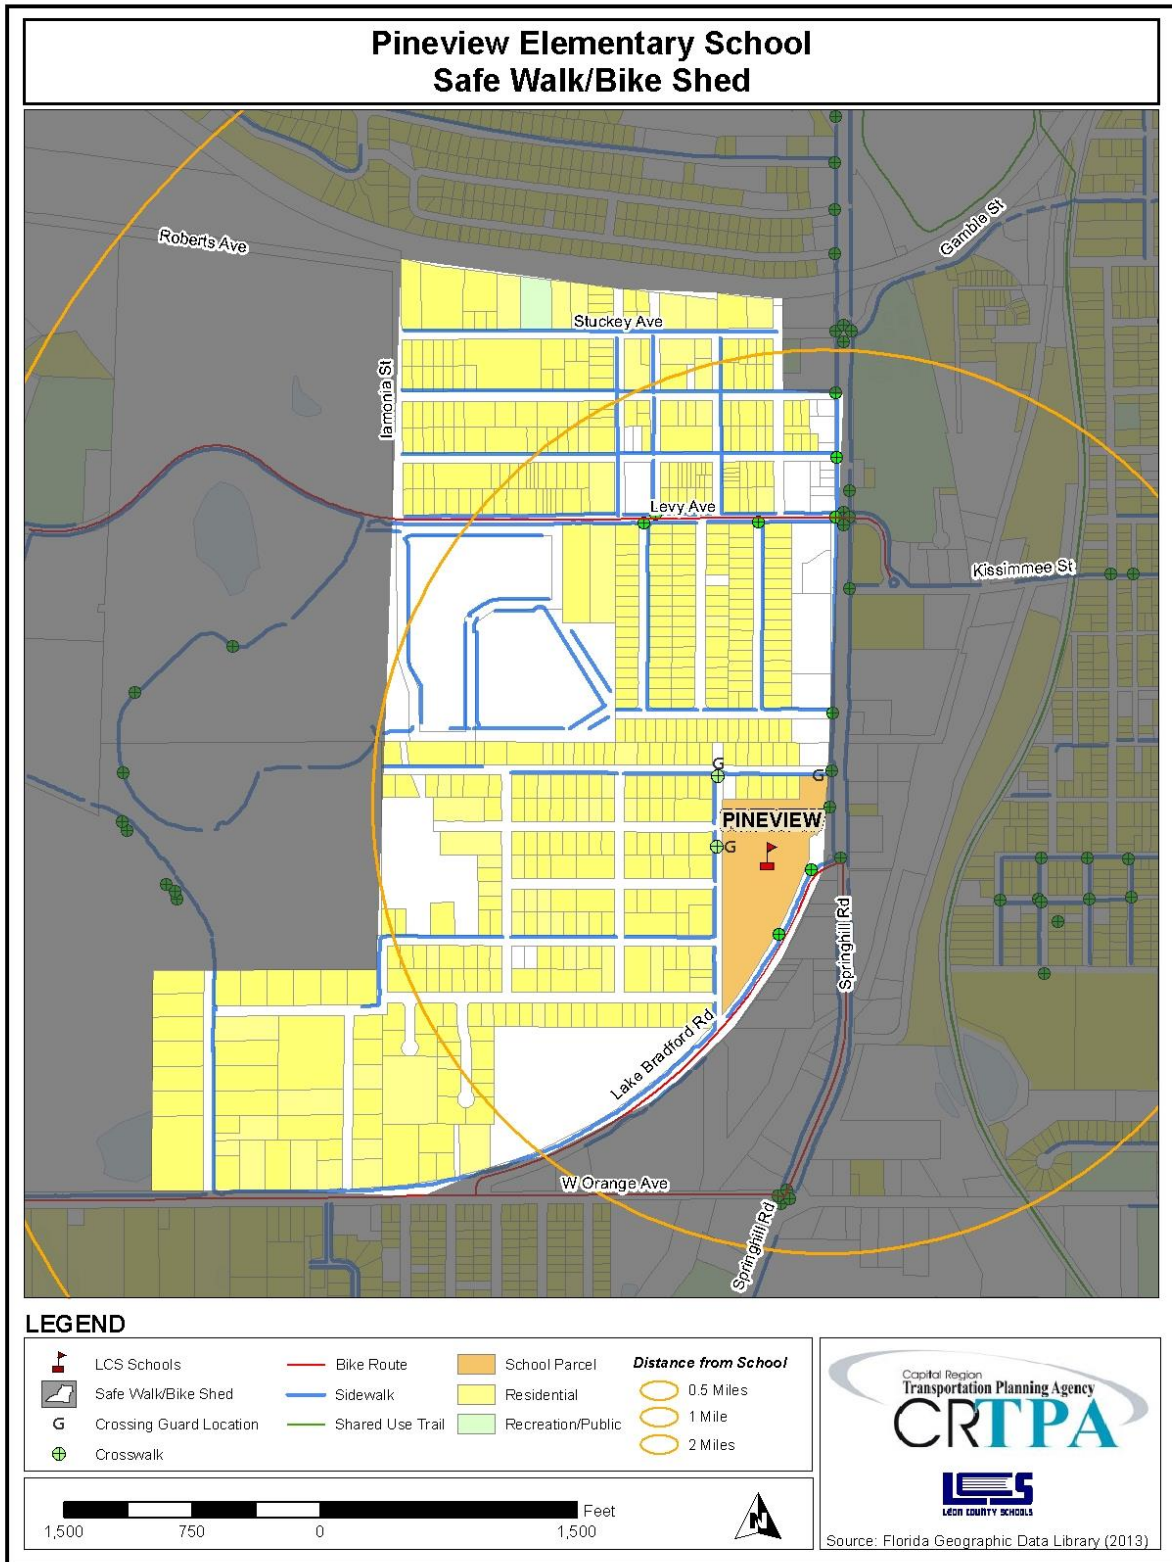 Pineview Elementary School
Safe Walk/Bike Shed
Roberts Ave
Gamble St
Stuckey Ave
Iamonia St
Levy Ave
Kissimmee St
G
G
PINEVIEW
G
Springhill Rd
Lake Bradford Rd
W Orange Ave
Springhill Rd
LEGEND
LCS Schools
Safe Walk/Bike Shed
G Crossing Guard Location
Crosswalk
Bike Route
Sidewalk
Shared Use Trail
School Parcel
Residential
Recreation/Public
Distance from School
0.5 Miles
1 Mile
2 Miles
1,500 750 0 1,500 Feet
N
Capital Region
Transportation Planning Agency
CRTPA
LCS
LEON COUNTY SCHOOLS
Source: Florida Geographic Data Library (2013)